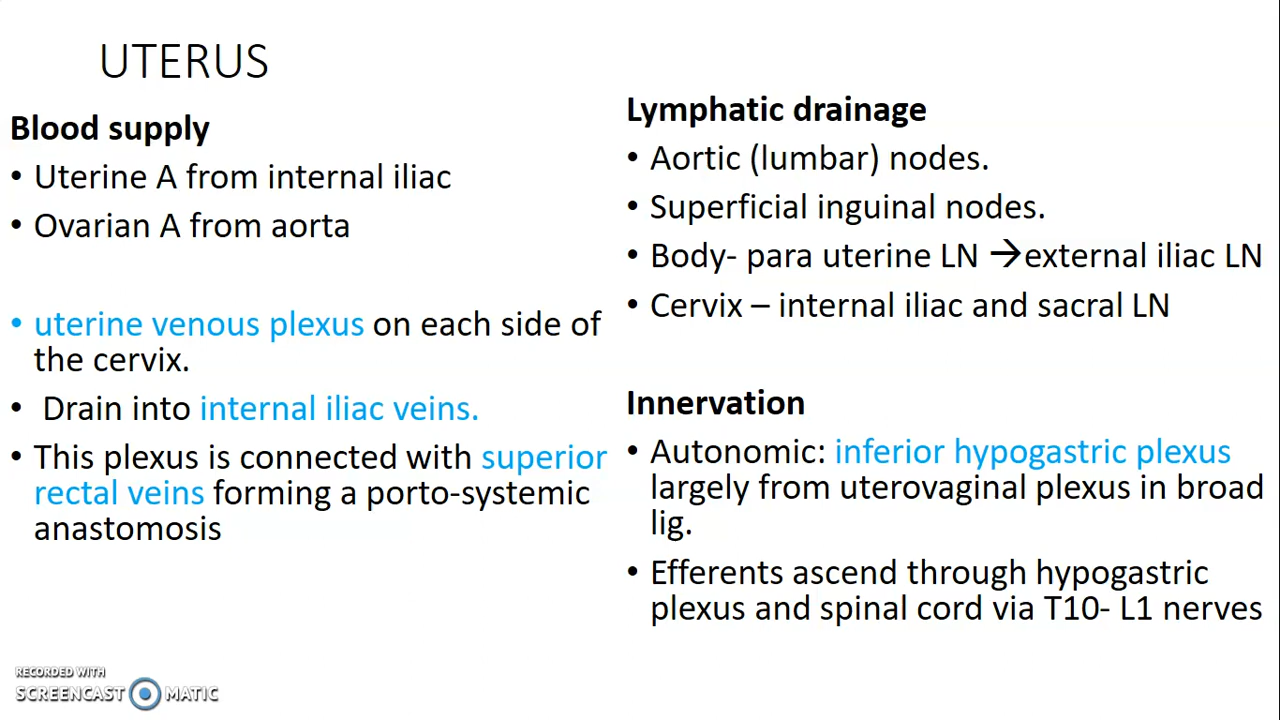 UTERUS
Blood supply
• Uterine A from internal iliac
• Ovarian A from aorta
• uterine venous plexus on each side of
the cervix.
• Drain into internal iliac veins.
• This plexus is connected with superior
rectal veins forming a porto-systemic
anastomosis
Lymphatic drainage
• Aortic (lumbar) nodes.
• Superficial inguinal nodes.
• Body- para uterine LN →external iliac LN
• Cervix – internal iliac and sacral LN
Innervation
• Autonomic: inferior hypogastric plexus
largely from uterovaginal plexus in broad
lig.
• Efferents ascend through hypogastric
plexus and spinal cord via T10- L1 nerves
RECORDED WITH
SCREENCAST MATIC